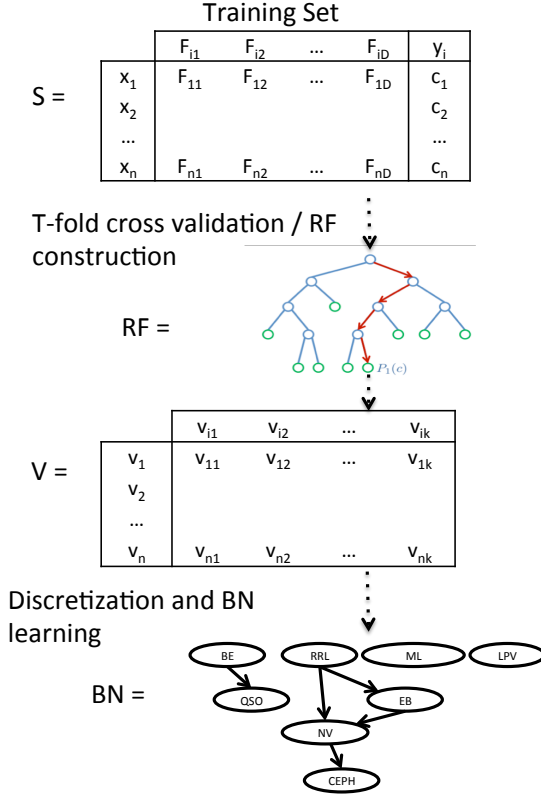 Training Set
F_i1 F_i2 ... F_iD y_i
S = x_1 F_11 F_12 ... F_1D c_1
x_2 c_2
... ...
x_n F_n1 F_n2 ... F_nD c_n
T-fold cross validation / RF
construction
RF =
P_1(c)
v_i1 v_i2 ... v_ik
V = v_1 v_11 v_12 ... v_1k
v_2
...
v_n v_n1 v_n2 ... v_nk
Discretization and BN
learning
BE RRL ML LPV
BN = QSO EB
NV
CEPH